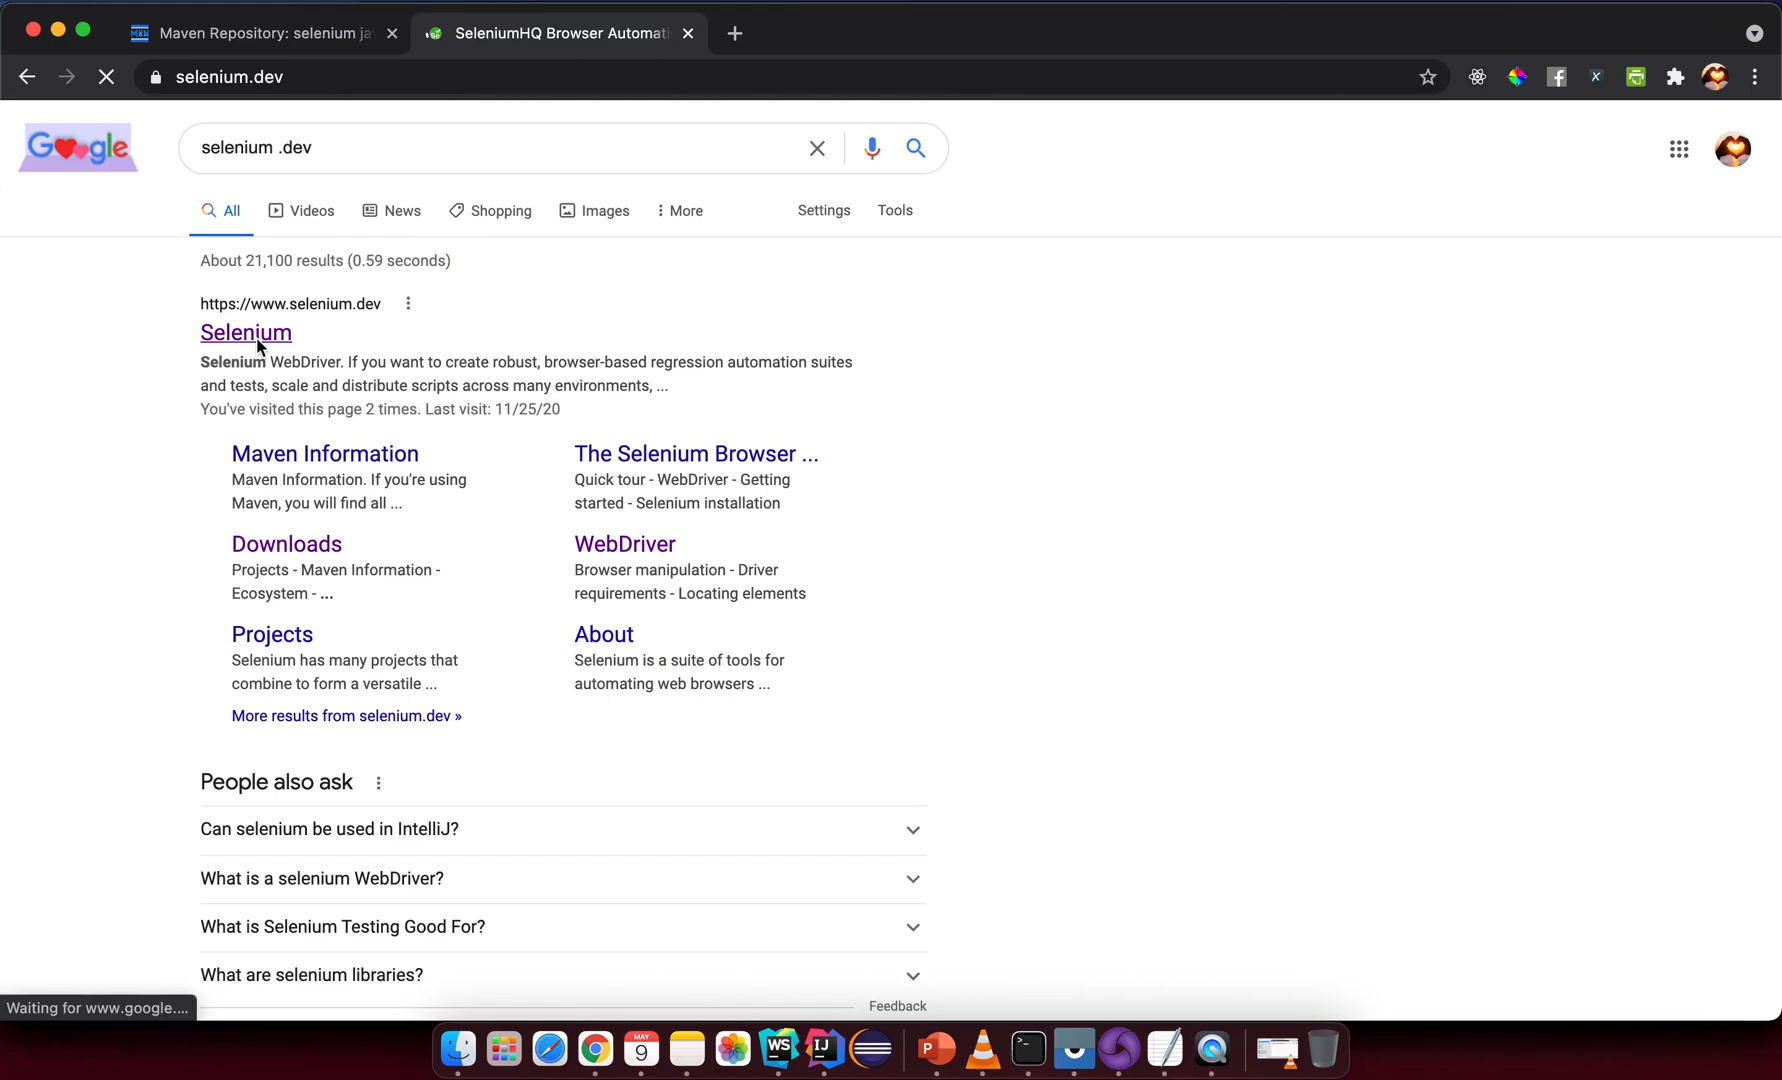 Maven Repository: selenium ja
SeleniumHQ Browser Automati
selenium.dev
Google
selenium .dev
All
Videos
News
Shopping
Images
More
Settings
Tools
About 21,100 results (0.59 seconds)
https://www.selenium.dev
Selenium
Selenium WebDriver. If you want to create robust, browser-based regression automation suites
and tests, scale and distribute scripts across many environments, ...
You've visited this page 2 times. Last visit: 11/25/20
Maven Information
Maven Information. If you're using
Maven, you will find all ...
The Selenium Browser ...
Quick tour - WebDriver - Getting
started - Selenium installation
Downloads
Projects - Maven Information -
Ecosystem - ...
WebDriver
Browser manipulation - Driver
requirements - Locating elements
Projects
Selenium has many projects that
combine to form a versatile ...
About
Selenium is a suite of tools for
automating web browsers ...
More results from selenium.dev »
People also ask
Can selenium be used in IntelliJ?
What is a selenium WebDriver?
What is Selenium Testing Good For?
What are selenium libraries?
Feedback
Waiting for www.google....
MAY
9
WS
IJ
P